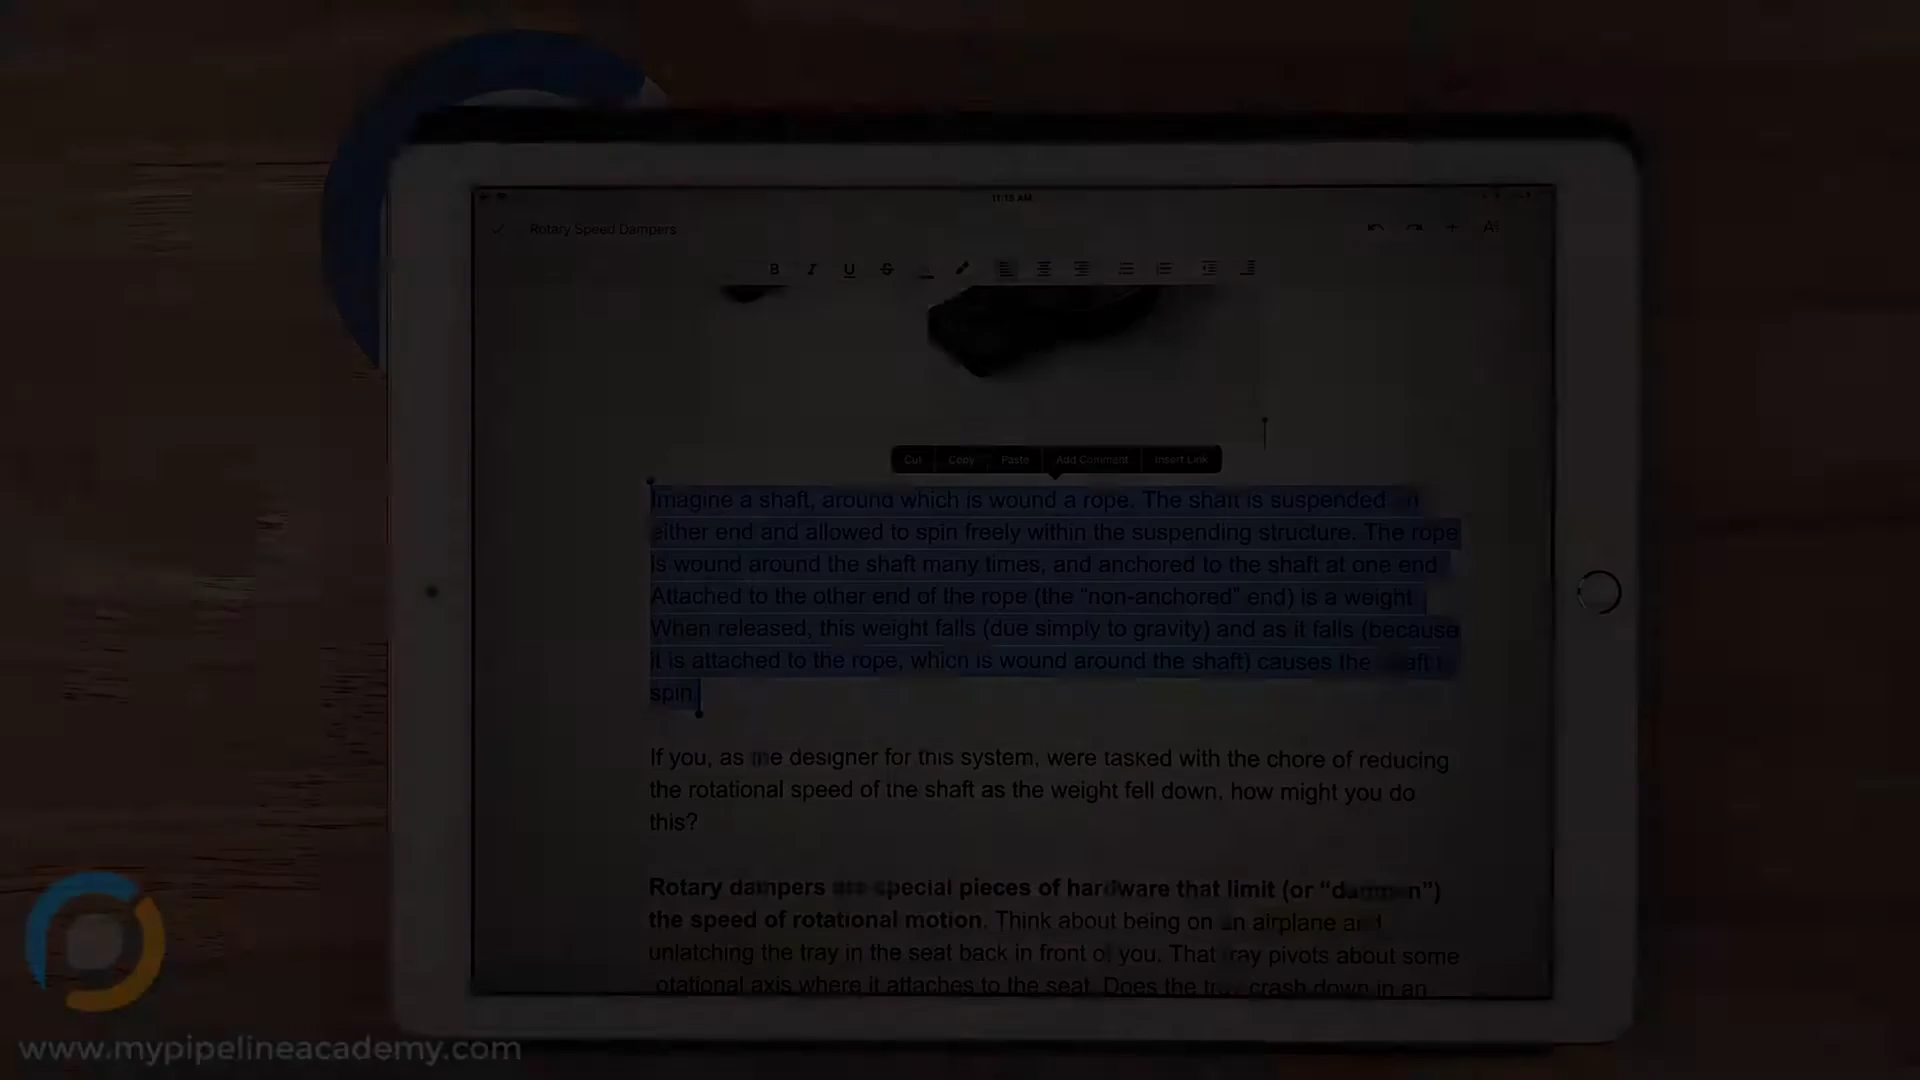 11:15 AM
Rotary Speed Dampers
B I U S
Cut Copy Paste Add Comment Insert Link
Imagine a shaft, around which is wound a rope. The shaft is suspended
either end and allowed to spin freely within the suspending structure. The rope
is wound around the shaft many times, and anchored to the shaft at one end.
Attached to the other end of the rope (the “non-anchored” end) is a weight.
When released, this weight falls (due simply to gravity) and as it falls (because
it is attached to the rope, which is wound around the shaft) causes the
spin.
If you, as the designer for this system, were tasked with the chore of reducing
the rotational speed of the shaft as the weight fell down, how might you do
this?
Rotary dampers are special pieces of hardware that limit (or “dampen”)
the speed of rotational motion. Think about being on an airplane and
unlatching the tray in the seat back in front of you. That tray pivots about some
rotational axis where it attaches to the seat. Does the tray crash down in an
www.mypipelineacademy.com